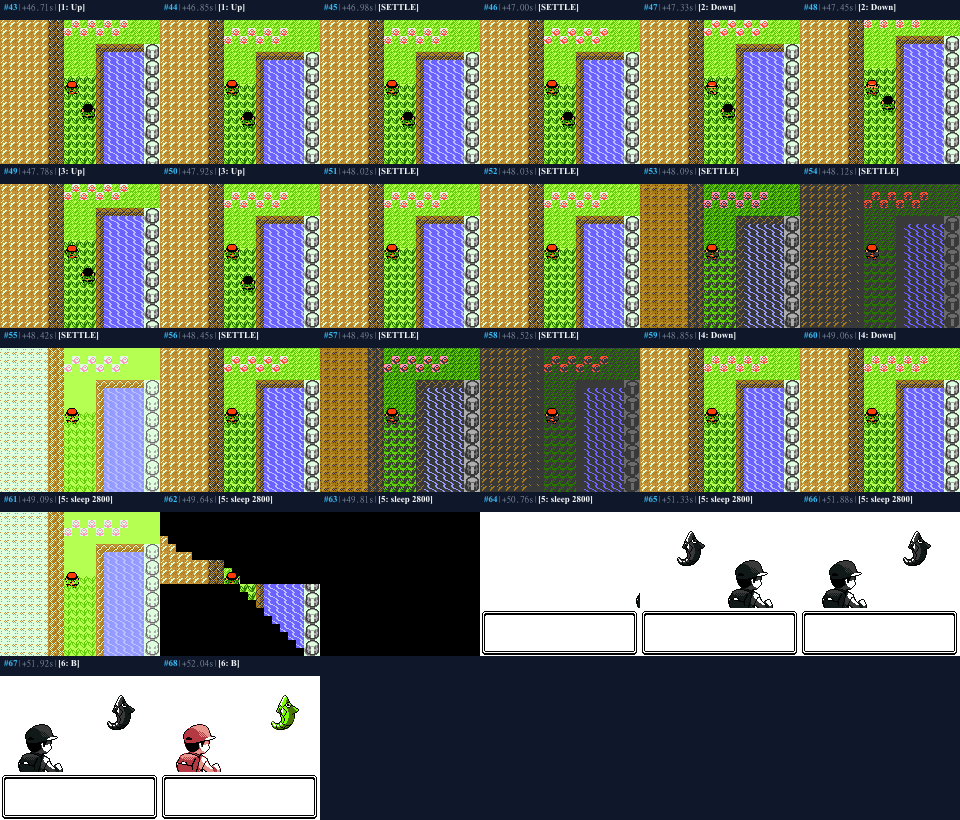 #43|+46.71s|[1: Up]
#44|+46.85s|[1: Up]
#45|+46.98s|[SETTLE]
#46|+47.00s|[SETTLE]
#47|+47.33s|[2: Down]
#48|+47.45s|[2: Down]
#49|+47.78s|[3: Up]
#50|+47.92s|[3: Up]
#51|+48.02s|[SETTLE]
#52|+48.03s|[SETTLE]
#53|+48.09s|[SETTLE]
#54|+48.12s|[SETTLE]
#55|+48.42s|[SETTLE]
#56|+48.45s|[SETTLE]
#57|+48.49s|[SETTLE]
#58|+48.52s|[SETTLE]
#59|+48.85s|[4: Down]
#60|+49.06s|[4: Down]
#61|+49.09s|[5: sleep 2800]
#62|+49.64s|[5: sleep 2800]
#63|+49.81s|[5: sleep 2800]
#64|+50.76s|[5: sleep 2800]
#65|+51.33s|[5: sleep 2800]
#66|+51.88s|[5: sleep 2800]
#67|+51.92s|[6: B]
#68|+52.04s|[6: B]